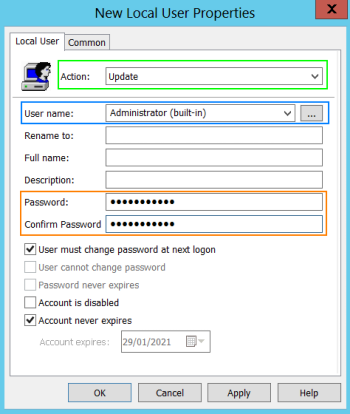 New Local User Properties
X
Local User
Common
Action:
Update
User name:
Administrator (built-in)
...
Rename to:
Full name:
Description:
Password:
●●●●●●●●●●●
Confirm Password
●●●●●●●●●●●
User must change password at next logon
User cannot change password
Password never expires
Account is disabled
Account never expires
Account expires:
29/01/2021
OK
Cancel
Apply
Help